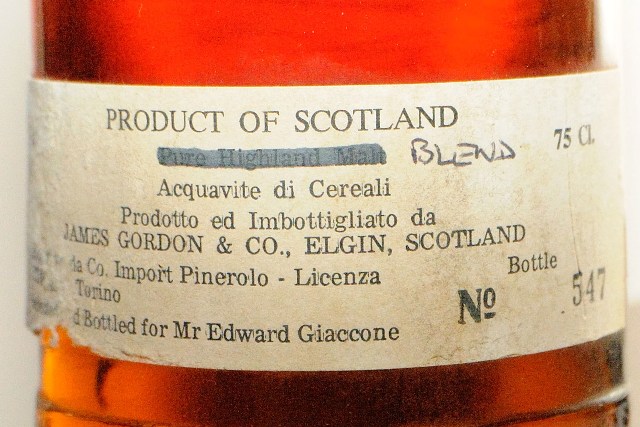 PRODUCT OF SCOTLAND
Pure Highland Malt BLEND 75 Cl.
Acquavite di Cereali
Prodotto ed Imbottigliato da
JAMES GORDON & CO., ELGIN, SCOTLAND
da Co. Import Pinerolo - Licenza
Torino
Bottle
No 547
d Bottled for Mr Edward Giaccone